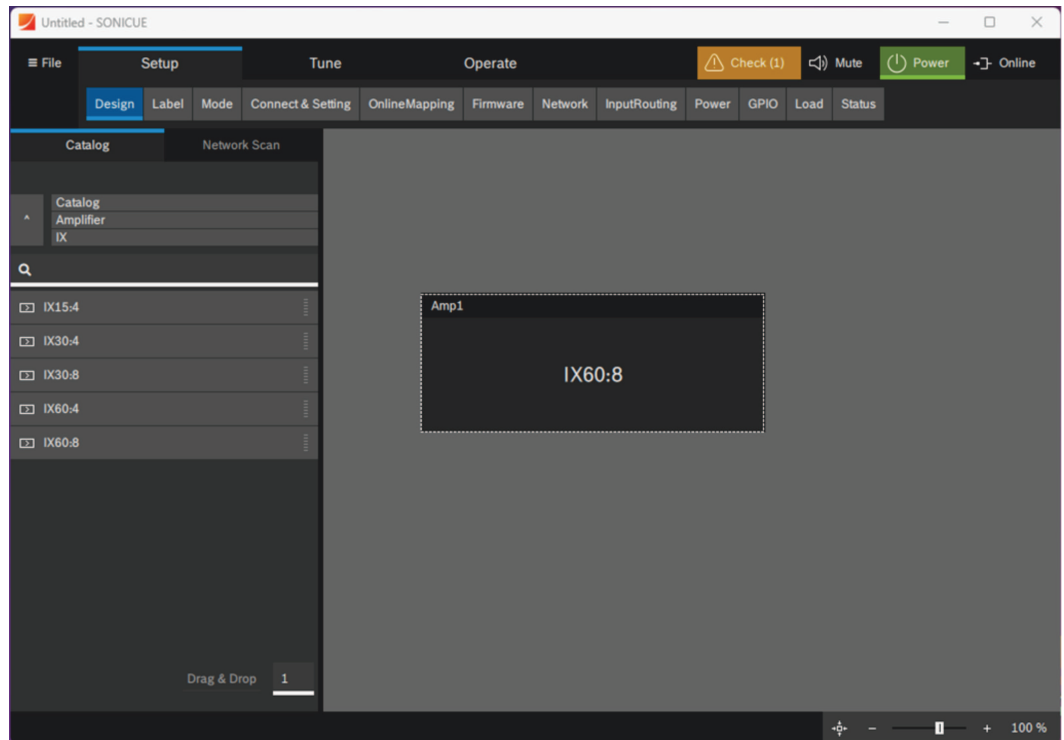 Untitled - SONICUE
≡ File Setup Tune Operate Check (1) Mute Power Online
Design Label Mode Connect & Setting OnlineMapping Firmware Network InputRouting Power GPIO Load Status
Catalog Network Scan
Catalog
Amplifier
IX
IX15:4
IX30:4
IX30:8
IX60:4
IX60:8
Amp1
IX60:8
Drag & Drop 1
- + 100 %